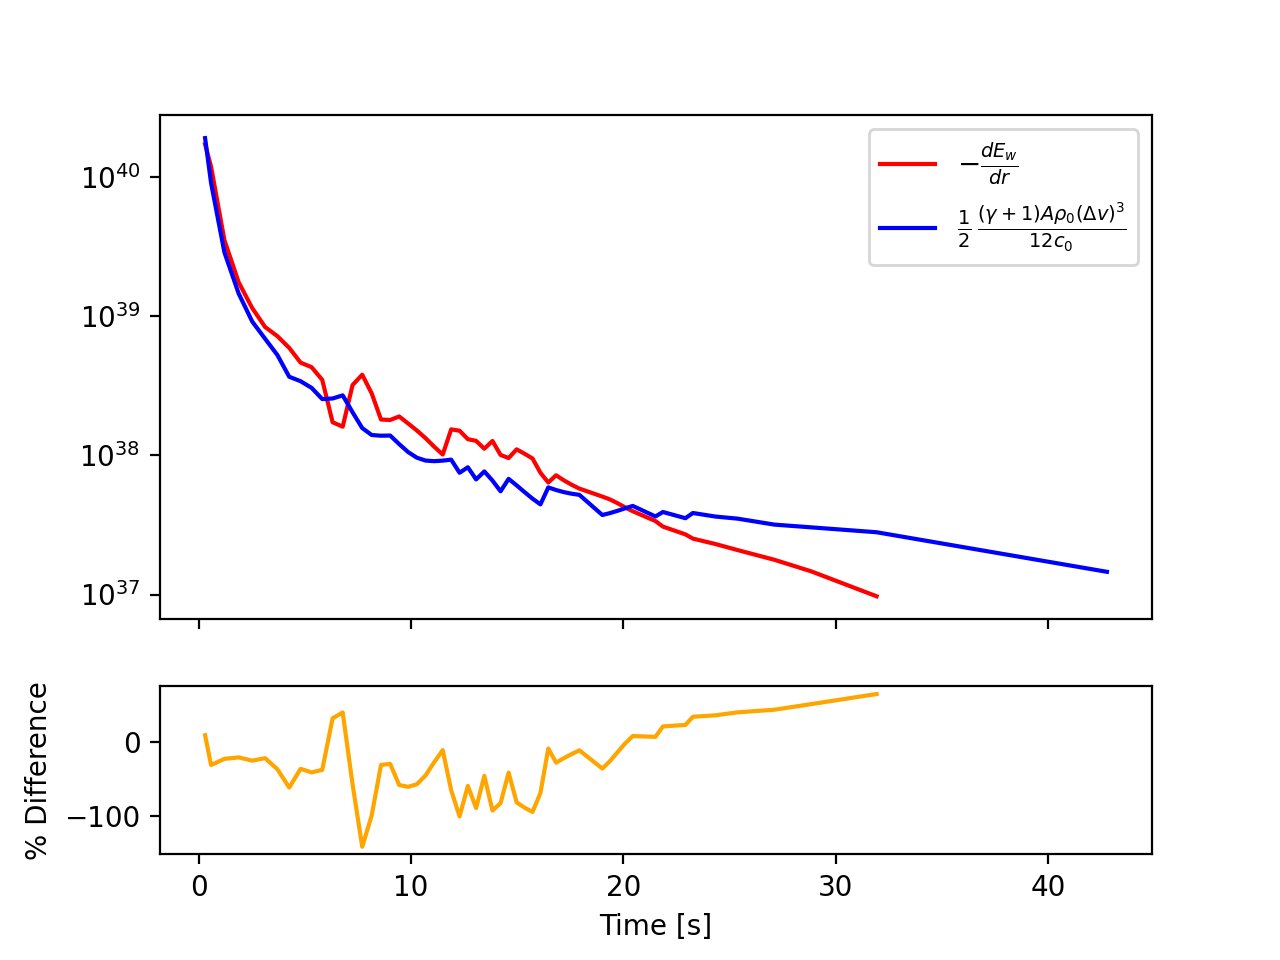 10^40
10^39
10^38
10^37
−dE_w/dr
1/2 (γ + 1)Aρ_0(Δv)^3/12c_0
% Difference
0
−100
0 10 20 30 40
Time [s]